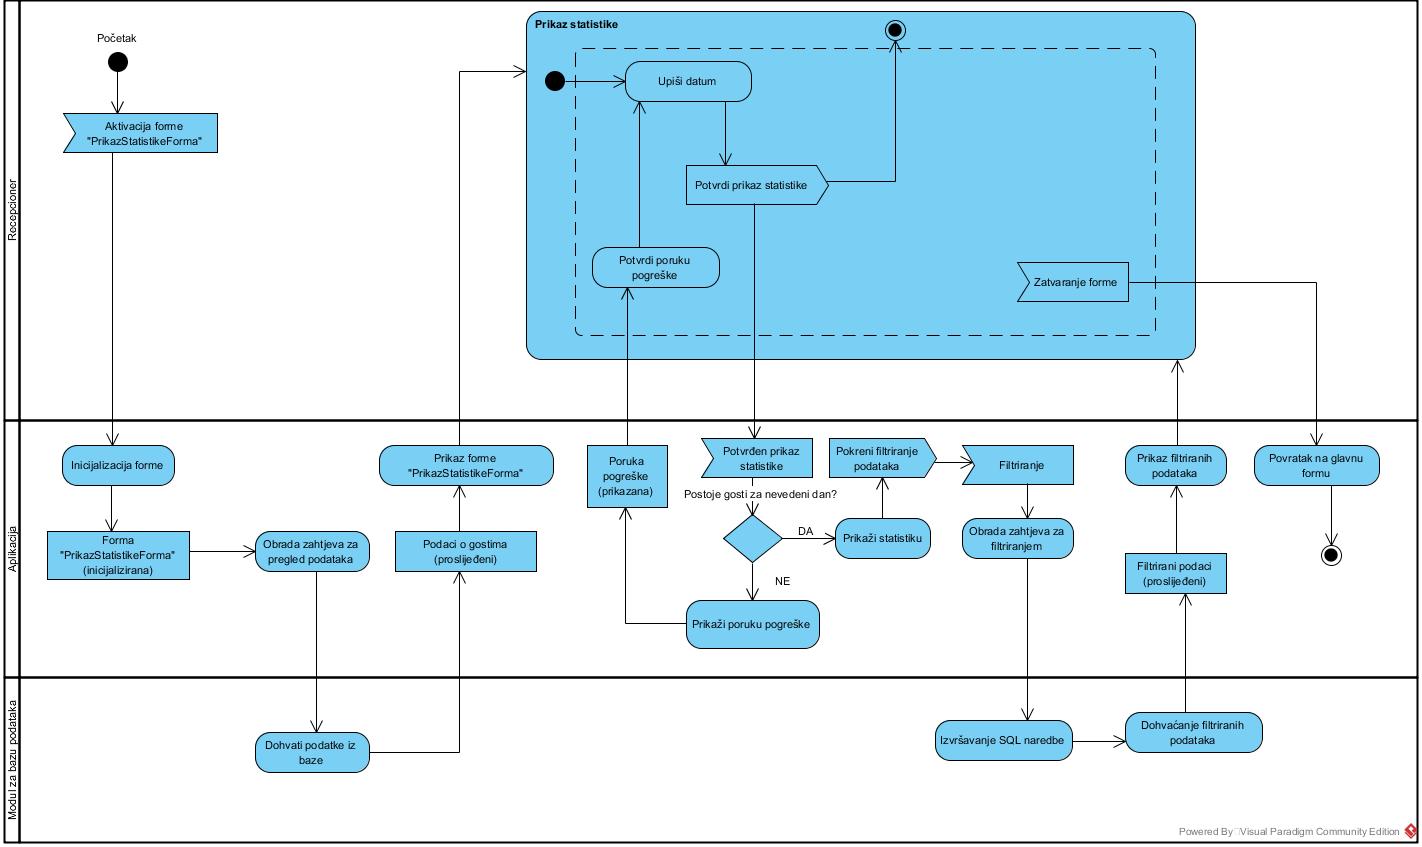 Prikaz statistike
Početak
Upiši datum
Aktivacija forme
"PrikazStatistikeForma"
Potvrdi prikaz statistike
Potvrdi poruku
pogreške
Zatvaranje forme
Recepcioner
Inicijalizacija forme
Prikaz forme
"PrikazStatistikeForma"
Poruka
pogreške
(prikazana)
Potvrđen prikaz
statistike
Pokreni filtriranje
podataka
Filtriranje
Prikaz filtriranih
podataka
Povratak na glavnu
formu
Postoje gosti za nevedeni dan?
Forma
"PrikazStatistikeForma"
(inicijalizirana)
Obrada zahtjeva za
pregled podataka
Podaci o gostima
(proslijeđeni)
DA
Prikaži statistiku
Obrada zahtjeva za
filtriranjem
Filtrirani podaci
(proslijeđeni)
NE
Prikaži poruku pogreške
Aplikacija
Dohvati podatke iz
baze
Izvršavanje SQL naredbe
Dohvaćanje filtriranih
podataka
Modul za bazu podataka
Powered By Visual Paradigm Community Edition